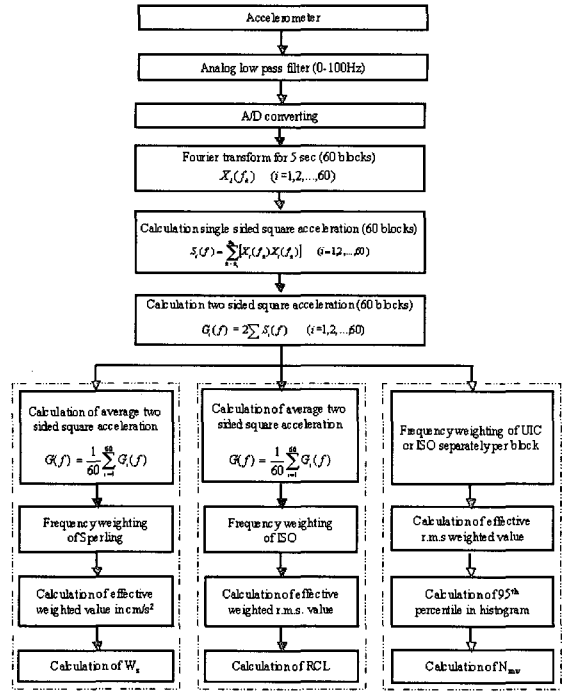 Accelerometer
Analog low pass filter (0-100Hz)
A/D converting
Fourier transform for 5 sec (60 blocks)
X_i(f_n) (i=1,2,...,60)
Calculation single sided square acceleration (60 blocks)
S_i(f) = ∑[X_i(f_n)X_i(f_n)] (i=1,2,...,60)
Calculation two sided square acceleration (60 blocks)
G_i(f) = 2∑ S_i(f) (i=1,2,...,60)
Calculation of average two
sided square acceleration
G(f) = 1/60 ∑_{i=1}^{60} G_i(f)
Frequency weighting
of Sperling
Calculation of effective
weighted value in cm/s²
Calculation of W_z
Calculation of average two
sided square acceleration
G(f) = 1/60 ∑_{i=1}^{60} G_i(f)
Frequency weighting
of ISO
Calculation of effective
weighted r.m.s. value
Calculation of RCL
Frequency weighting of UIC
or ISO separately per block
Calculation of effective
r.m.s weighted value
Calculation of 95th
percentile in histogram
Calculation of N_mv